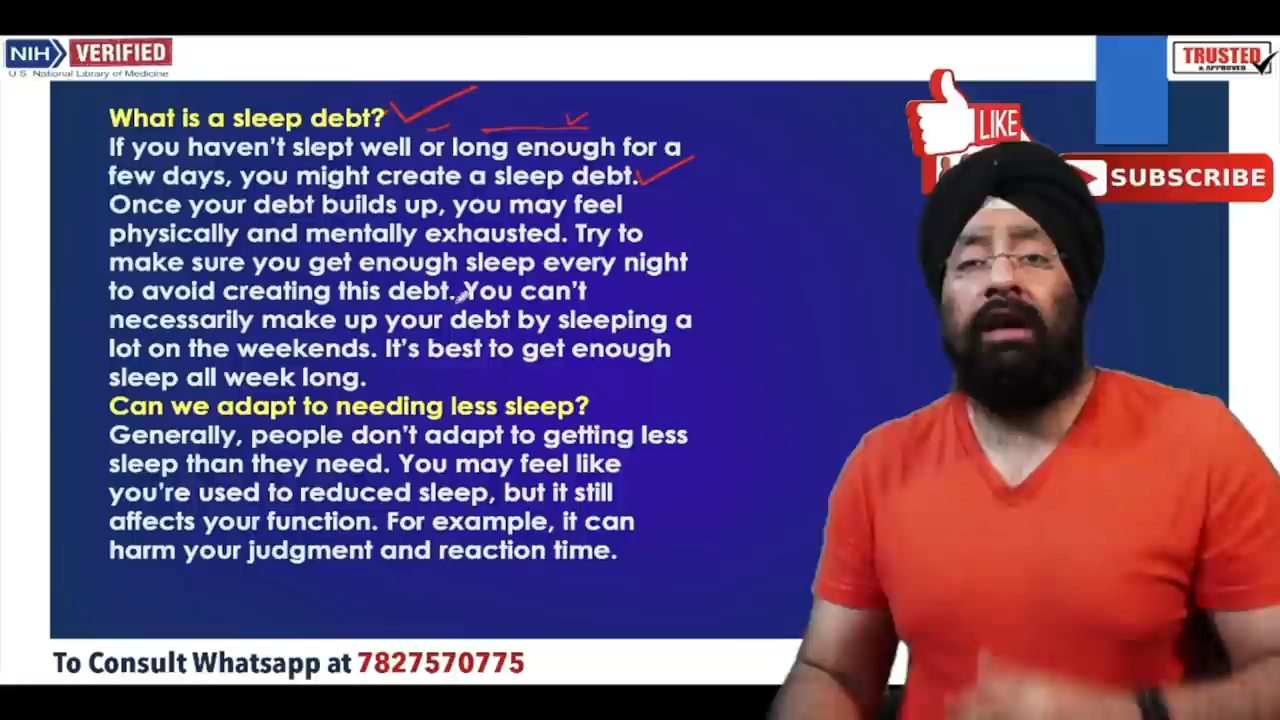 NIH VERIFIED
U.S. National Library of Medicine
TRUSTED
& APPROVED
LIKE
SUBSCRIBE
What is a sleep debt?
If you haven't slept well or long enough for a
few days, you might create a sleep debt.
Once your debt builds up, you may feel
physically and mentally exhausted. Try to
make sure you get enough sleep every night
to avoid creating this debt. You can't
necessarily make up your debt by sleeping a
lot on the weekends. It's best to get enough
sleep all week long.
Can we adapt to needing less sleep?
Generally, people don't adapt to getting less
sleep than they need. You may feel like
you're used to reduced sleep, but it still
affects your function. For example, it can
harm your judgment and reaction time.
To Consult Whatsapp at 7827570775